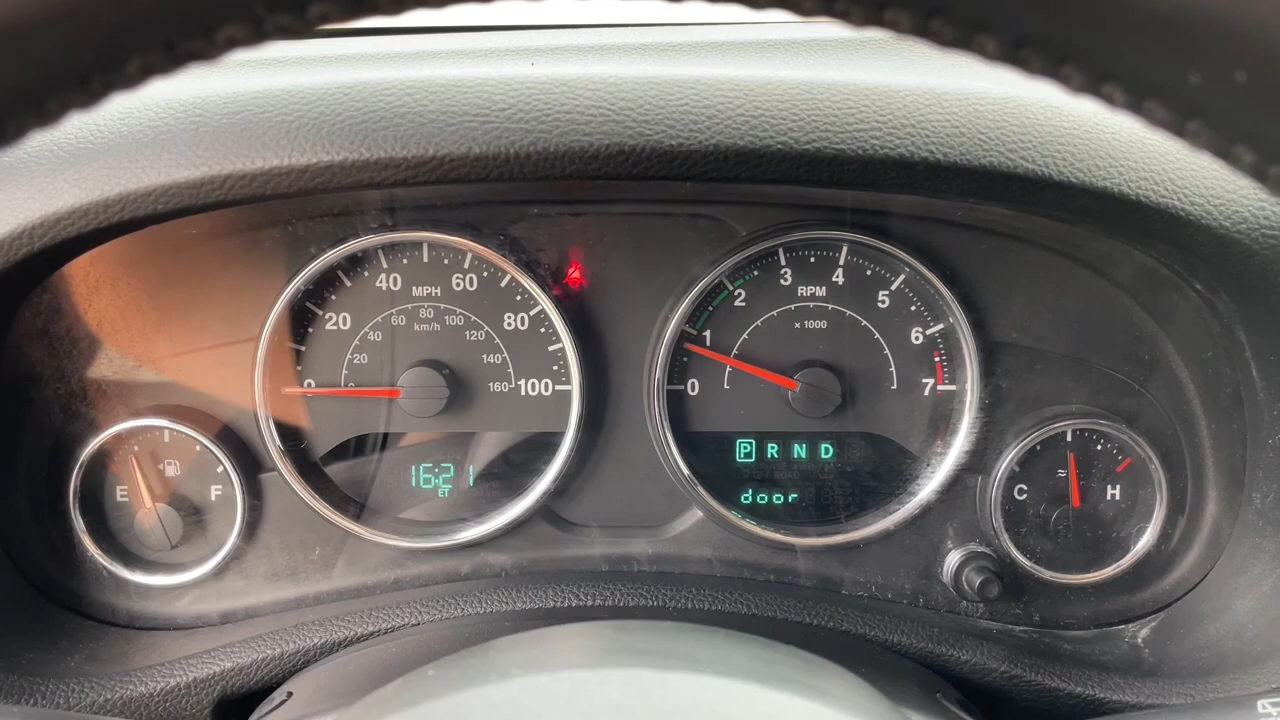 20 40 60 80 100
MPH
20 40 60 80 100 120 140 160
km/h
0
16:21
ET
0 1 2 3 4 5 6 7
RPM
x 1000
P R N D
door
E F
C H